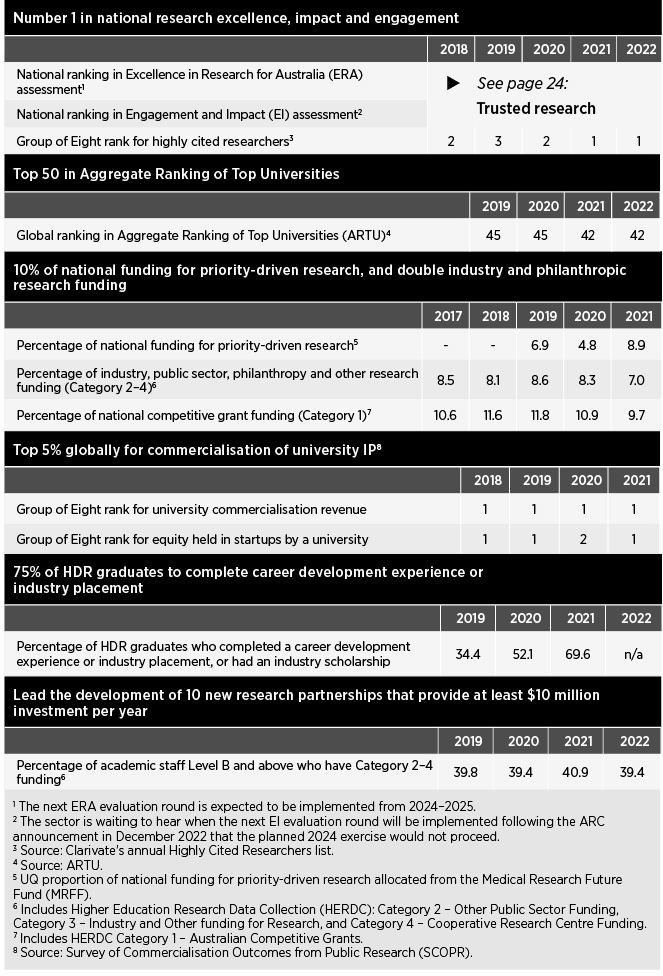 Number 1 in national research excellence, impact and engagement
2018 2019 2020 2021 2022
National ranking in Excellence in Research for Australia (ERA)
assessment¹
► See page 24:
Trusted research
National ranking in Engagement and Impact (EI) assessment²
Group of Eight rank for highly cited researchers³ 2 3 2 1 1
Top 50 in Aggregate Ranking of Top Universities
2019 2020 2021 2022
Global ranking in Aggregate Ranking of Top Universities (ARTU)⁴ 45 45 42 42
10% of national funding for priority-driven research, and double industry and philanthropic
research funding
2017 2018 2019 2020 2021
Percentage of national funding for priority-driven research⁵ - - 6.9 4.8 8.9
Percentage of industry, public sector, philanthropy and other research
funding (Category 2–4)⁶ 8.5 8.1 8.6 8.3 7.0
Percentage of national competitive grant funding (Category 1)⁷ 10.6 11.6 11.8 10.9 9.7
Top 5% globally for commercialisation of university IP⁸
2018 2019 2020 2021
Group of Eight rank for university commercialisation revenue 1 1 1 1
Group of Eight rank for equity held in startups by a university 1 1 2 1
75% of HDR graduates to complete career development experience or
industry placement
2019 2020 2021 2022
Percentage of HDR graduates who completed a career development
experience or industry placement, or had an industry scholarship 34.4 52.1 69.6 n/a
Lead the development of 10 new research partnerships that provide at least $10 million
investment per year
2019 2020 2021 2022
Percentage of academic staff Level B and above who have Category 2–4
funding⁶ 39.8 39.4 40.9 39.4
¹ The next ERA evaluation round is expected to be implemented from 2024–2025.
² The sector is waiting to hear when the next EI evaluation round will be implemented following the ARC
announcement in December 2022 that the planned 2024 exercise would not proceed.
³ Source: Clarivate's annual Highly Cited Researchers list.
⁴ Source: ARTU.
⁵ UQ proportion of national funding for priority-driven research allocated from the Medical Research Future
Fund (MRFF).
⁶ Includes Higher Education Research Data Collection (HERDC): Category 2 – Other Public Sector Funding,
Category 3 – Industry and Other funding for Research, and Category 4 – Cooperative Research Centre Funding.
⁷ Includes HERDC Category 1 – Australian Competitive Grants.
⁸ Source: Survey of Commercialisation Outcomes from Public Research (SCOPR).